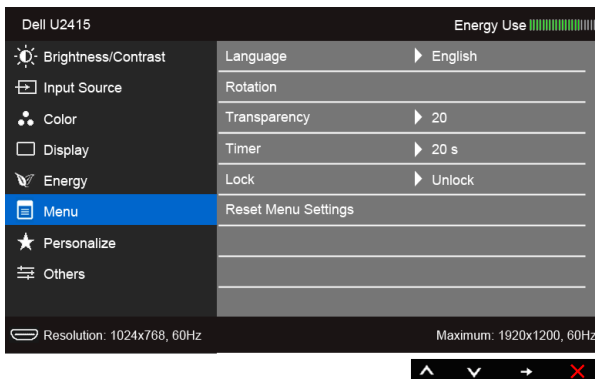 Dell U2415 Energy Use
Brightness/Contrast Language English
Input Source Rotation
Color Transparency 20
Display Timer 20 s
Energy Lock Unlock
Menu Reset Menu Settings
Personalize
Others
Resolution: 1024x768, 60Hz Maximum: 1920x1200, 60Hz